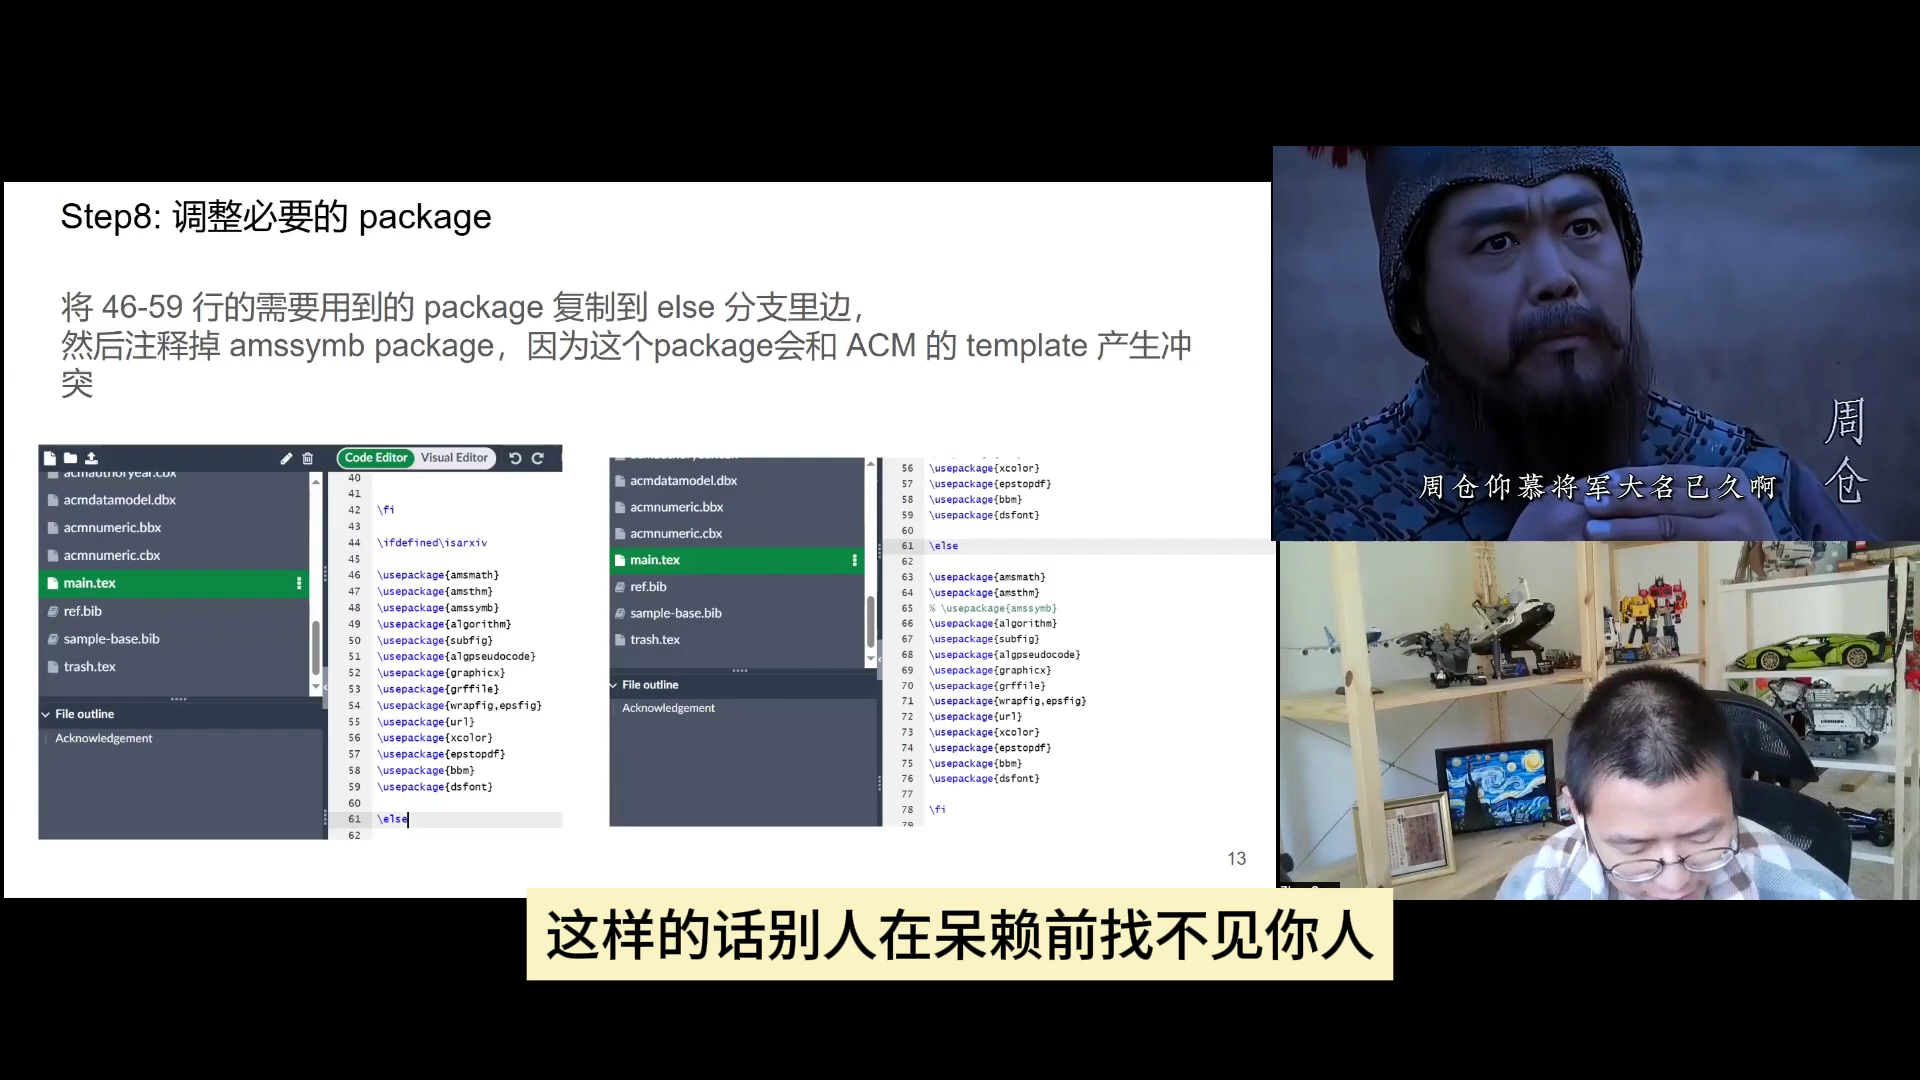 Step8: 调整必要的 package
将 46-59 行的需要用到的 package 复制到 else 分支里边，
然后注释掉 amssymb package，因为这个package会和 ACM 的 template 产生冲
突
Code Editor Visual Editor
acmauthoryear.cbx
acmdatamodel.dbx
acmnumeric.bbx
acmnumeric.cbx
main.tex
ref.bib
sample-base.bib
trash.tex
File outline
Acknowledgement
40
41
42 \fi
43
44 \ifdefined\isarxiv
45
46 \usepackage{amsmath}
47 \usepackage{amsthm}
48 \usepackage{amssymb}
49 \usepackage{algorithm}
50 \usepackage{subfig}
51 \usepackage{algpseudocode}
52 \usepackage{graphicx}
53 \usepackage{grffile}
54 \usepackage{wrapfig,epsfig}
55 \usepackage{url}
56 \usepackage{xcolor}
57 \usepackage{epstopdf}
58 \usepackage{bbm}
59 \usepackage{dsfont}
60
61 \else
62
acmdatamodel.dbx
acmnumeric.bbx
acmnumeric.cbx
main.tex
ref.bib
sample-base.bib
trash.tex
File outline
Acknowledgement
56 \usepackage{xcolor}
57 \usepackage{epstopdf}
58 \usepackage{bbm}
59 \usepackage{dsfont}
60
61 \else
62
63 \usepackage{amsmath}
64 \usepackage{amsthm}
65 % \usepackage{amssymb}
66 \usepackage{algorithm}
67 \usepackage{subfig}
68 \usepackage{algpseudocode}
69 \usepackage{graphicx}
70 \usepackage{grffile}
71 \usepackage{wrapfig,epsfig}
72 \usepackage{url}
73 \usepackage{xcolor}
74 \usepackage{epstopdf}
75 \usepackage{bbm}
76 \usepackage{dsfont}
77
78 \fi
79
13
周仓
周仓仰慕将军大名已久啊
这样的话别人在呆赖前找不见你人